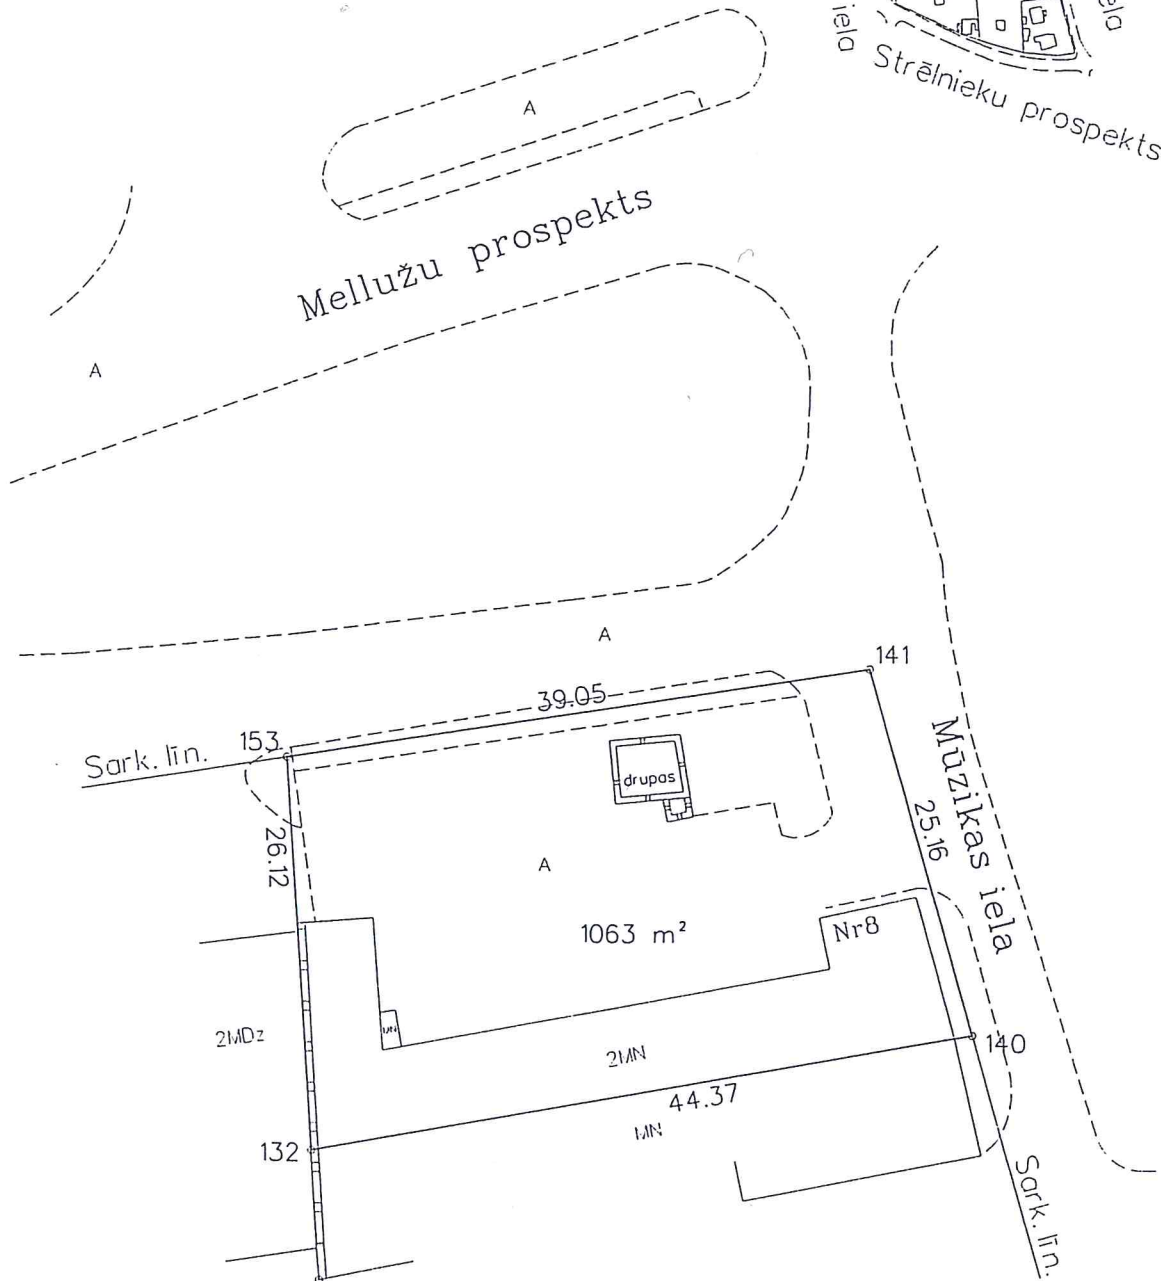 iela
Strēlnieku prospekts
A
Mellužu prospekts
A
A
141
39.05
153
Sark. līn.
drupas
Mūzikas iela
25.16
26.12
A
1063 m²
Nr8
2MDz
MN
2MN
140
44.37
MN
132
Sark. līn.